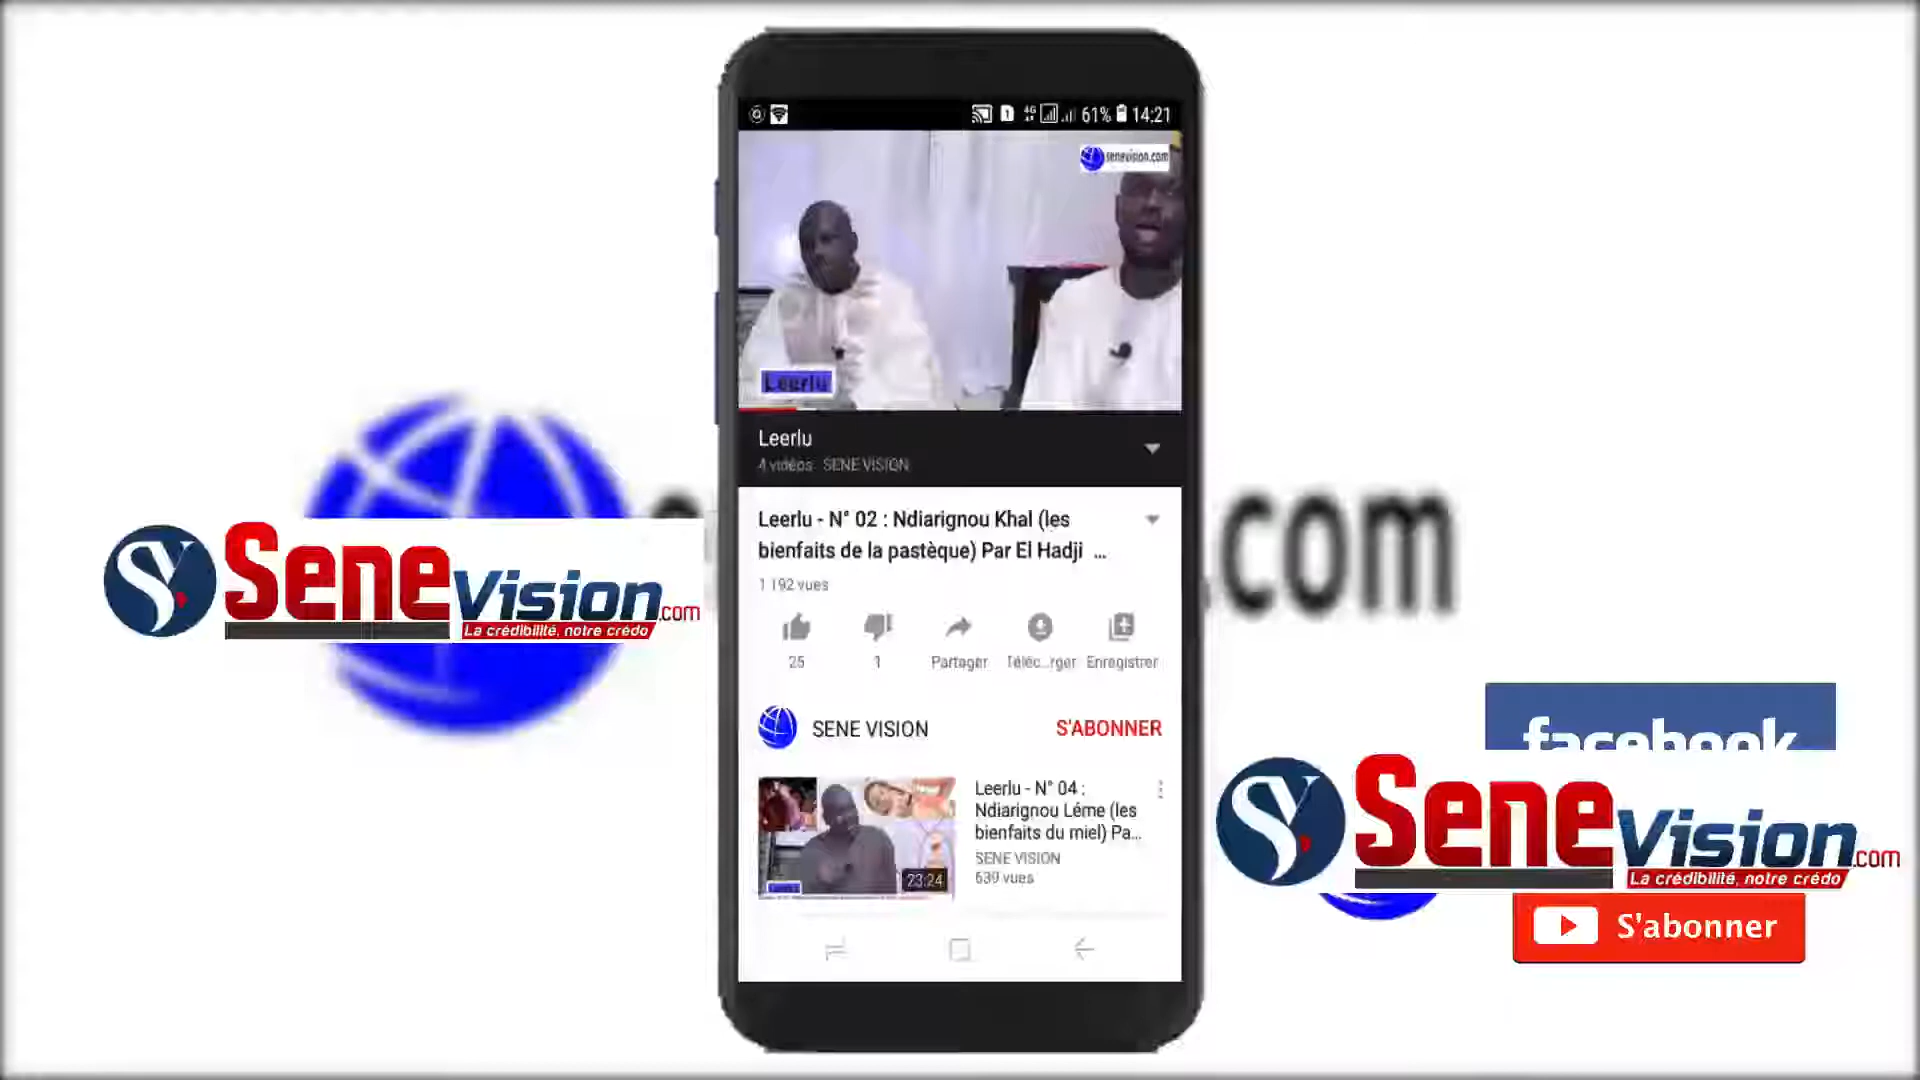 61% 14:21
senevision.com
Leerlu
Leerlu
4 vidéos SENE VISION
Leerlu - N° 02 : Ndiarignou Khal (les
bienfaits de la pastèque) Par El Hadji ...
1 192 vues
25 1 Partager Téléc...rger Enregistrer
SENE VISION S'ABONNER
Leerlu - N° 04 :
Ndiarignou Léme (les
bienfaits du miel) Pa...
SENE VISION
639 vues
23:24
SeneVision.com
La crédibilité, notre crédo
.com
facebook
SeneVision.com
La crédibilité, notre crédo
S'abonner